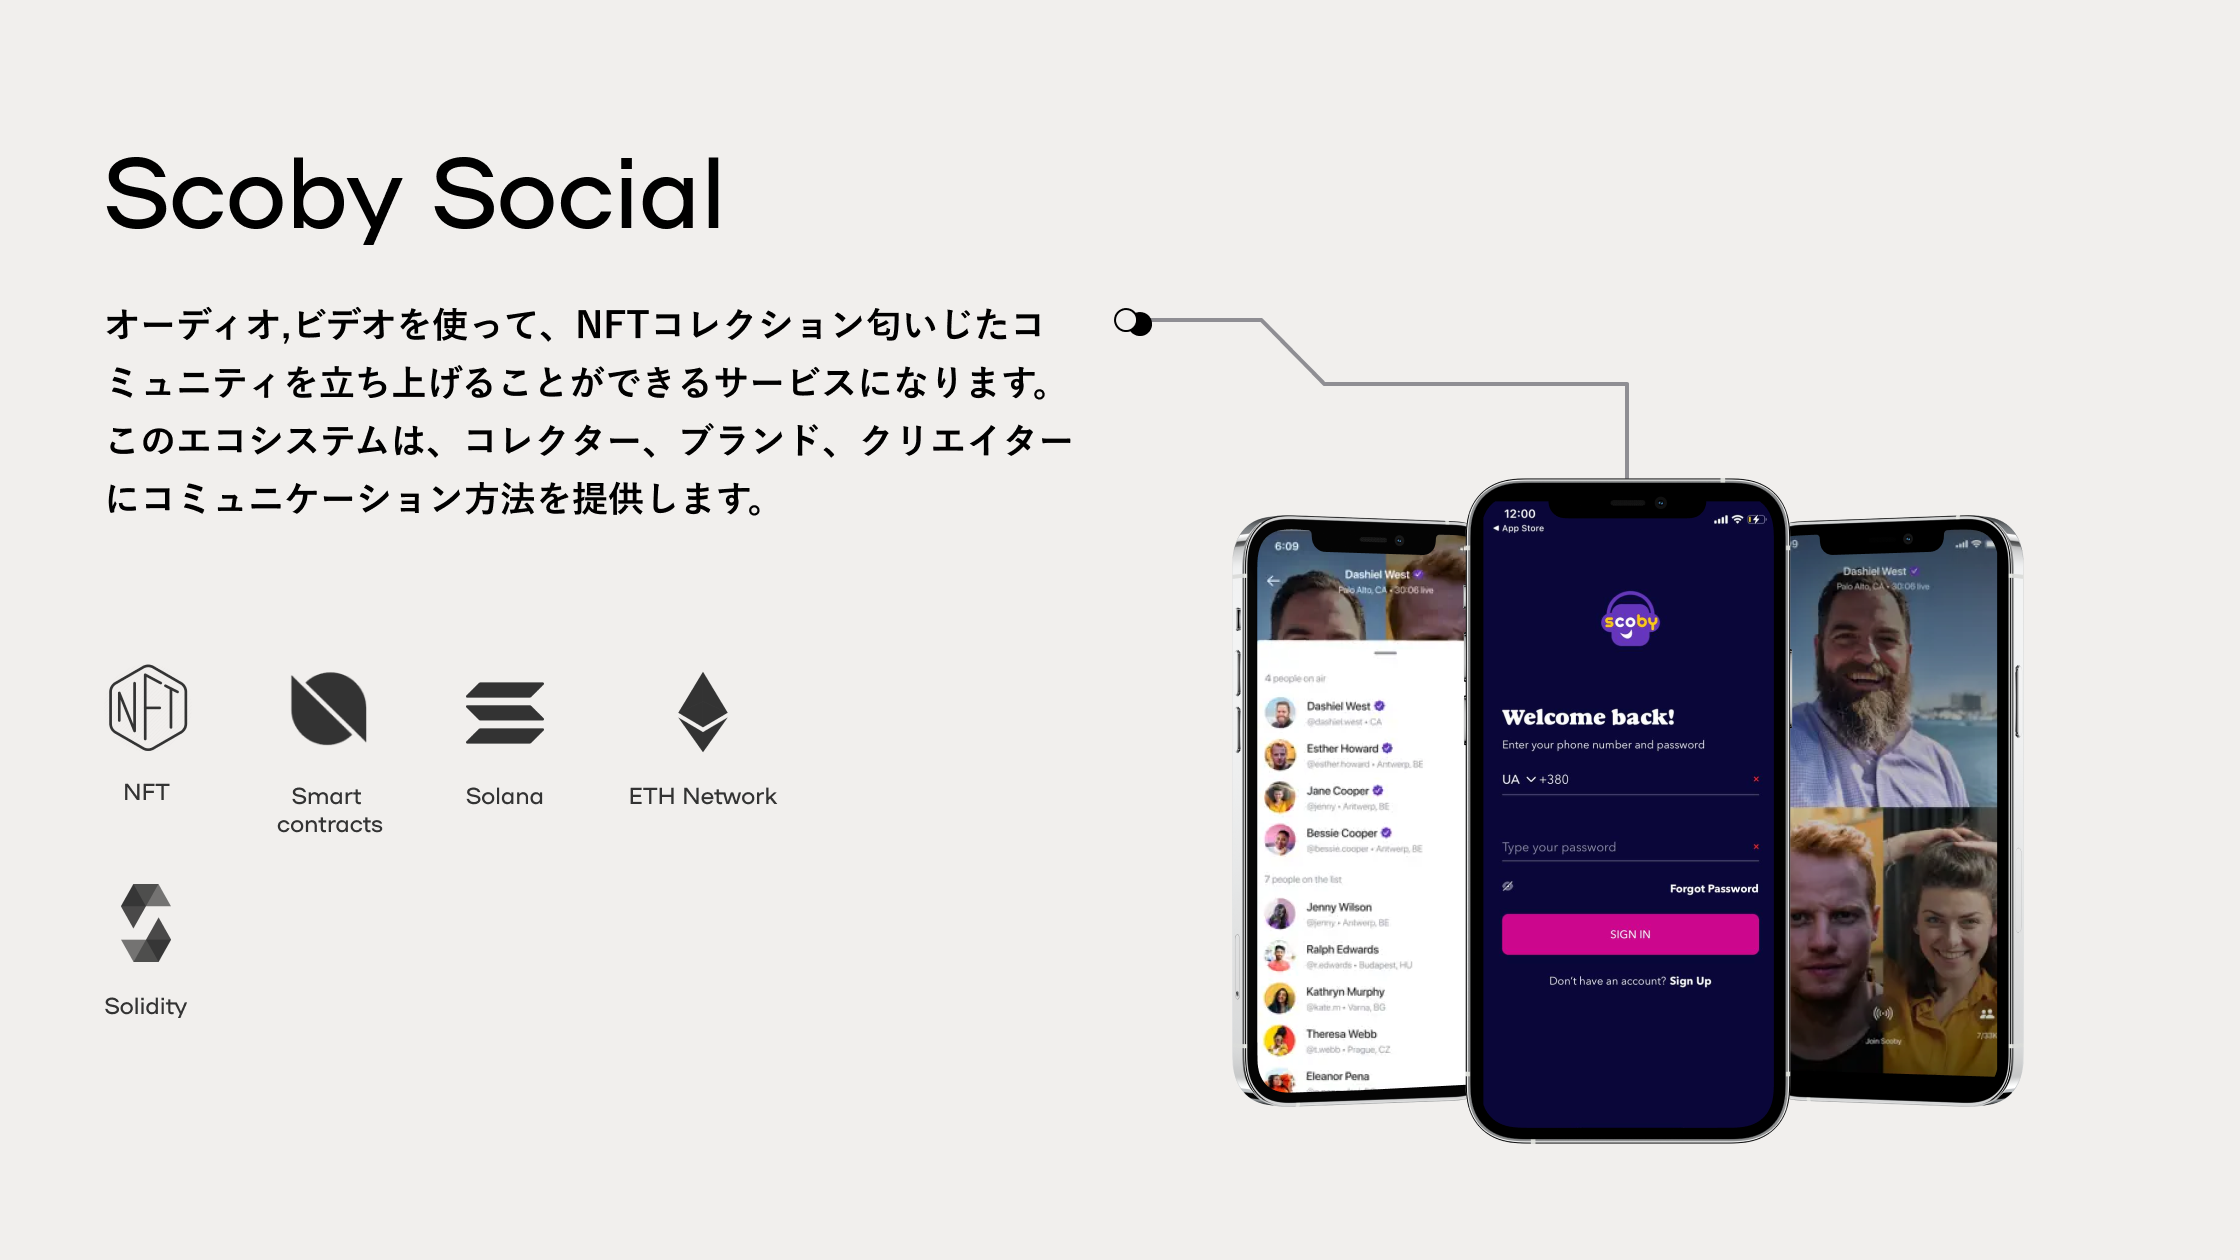 Scoby Social
オーディオ,ビデオを使って、NFTコレクション匂いじたコ
ミュニティを立ち上げることができるサービスになります。
このエコシステムは、コレクター、ブランド、クリエイター
にコミュニケーション方法を提供します。
NFT
Smart
contracts
Solana
ETH Network
Solidity
6:09
Dashiel West
Palo Alto, CA • 30:06 live
4 people on air
Dashiel West
@dashiel.west • CA
Esther Howard
@esther.howard • Antwerp, BE
Jane Cooper
@jenny • Antwerp, BE
Bessie Cooper
@bessie.cooper • Antwerp, BE
7 people on the list
Jenny Wilson
@jenny • Antwerp, BE
Ralph Edwards
@r.edwards • Budapest, HU
Kathryn Murphy
@kate.m • Varna, BG
Theresa Webb
@t.webb • Prague, CZ
Eleanor Pena
12:00
App Store
scoby
Welcome back!
Enter your phone number and password
UA +380
Type your password
Forgot Password
SIGN IN
Don't have an account? Sign Up
9
Dashiel West
Palo Alto, CA • 30:06 live
Join Scoby
7/33K